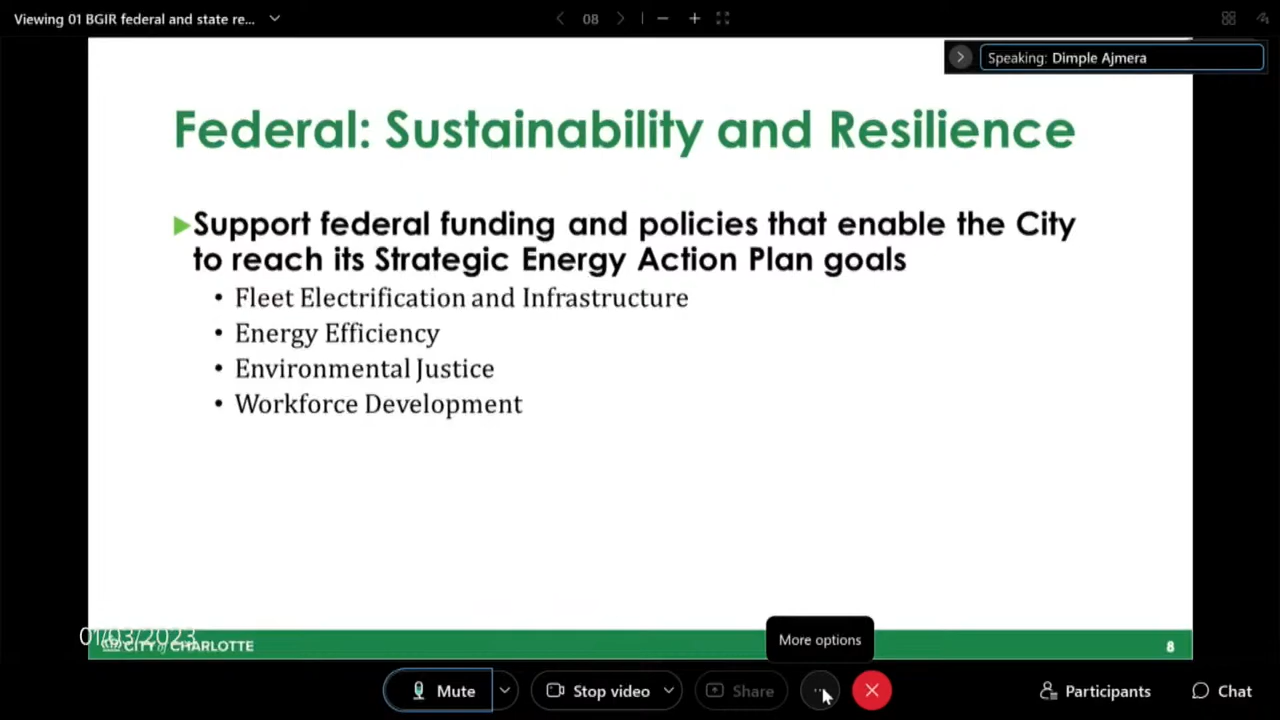 Viewing 01 BGIR federal and state re...
08
Speaking: Dimple Ajmera
Federal: Sustainability and Resilience
Support federal funding and policies that enable the City
to reach its Strategic Energy Action Plan goals
• Fleet Electrification and Infrastructure
• Energy Efficiency
• Environmental Justice
• Workforce Development
01/03/2023
CITY of CHARLOTTE
More options
8
Mute
Stop video
Share
Participants
Chat